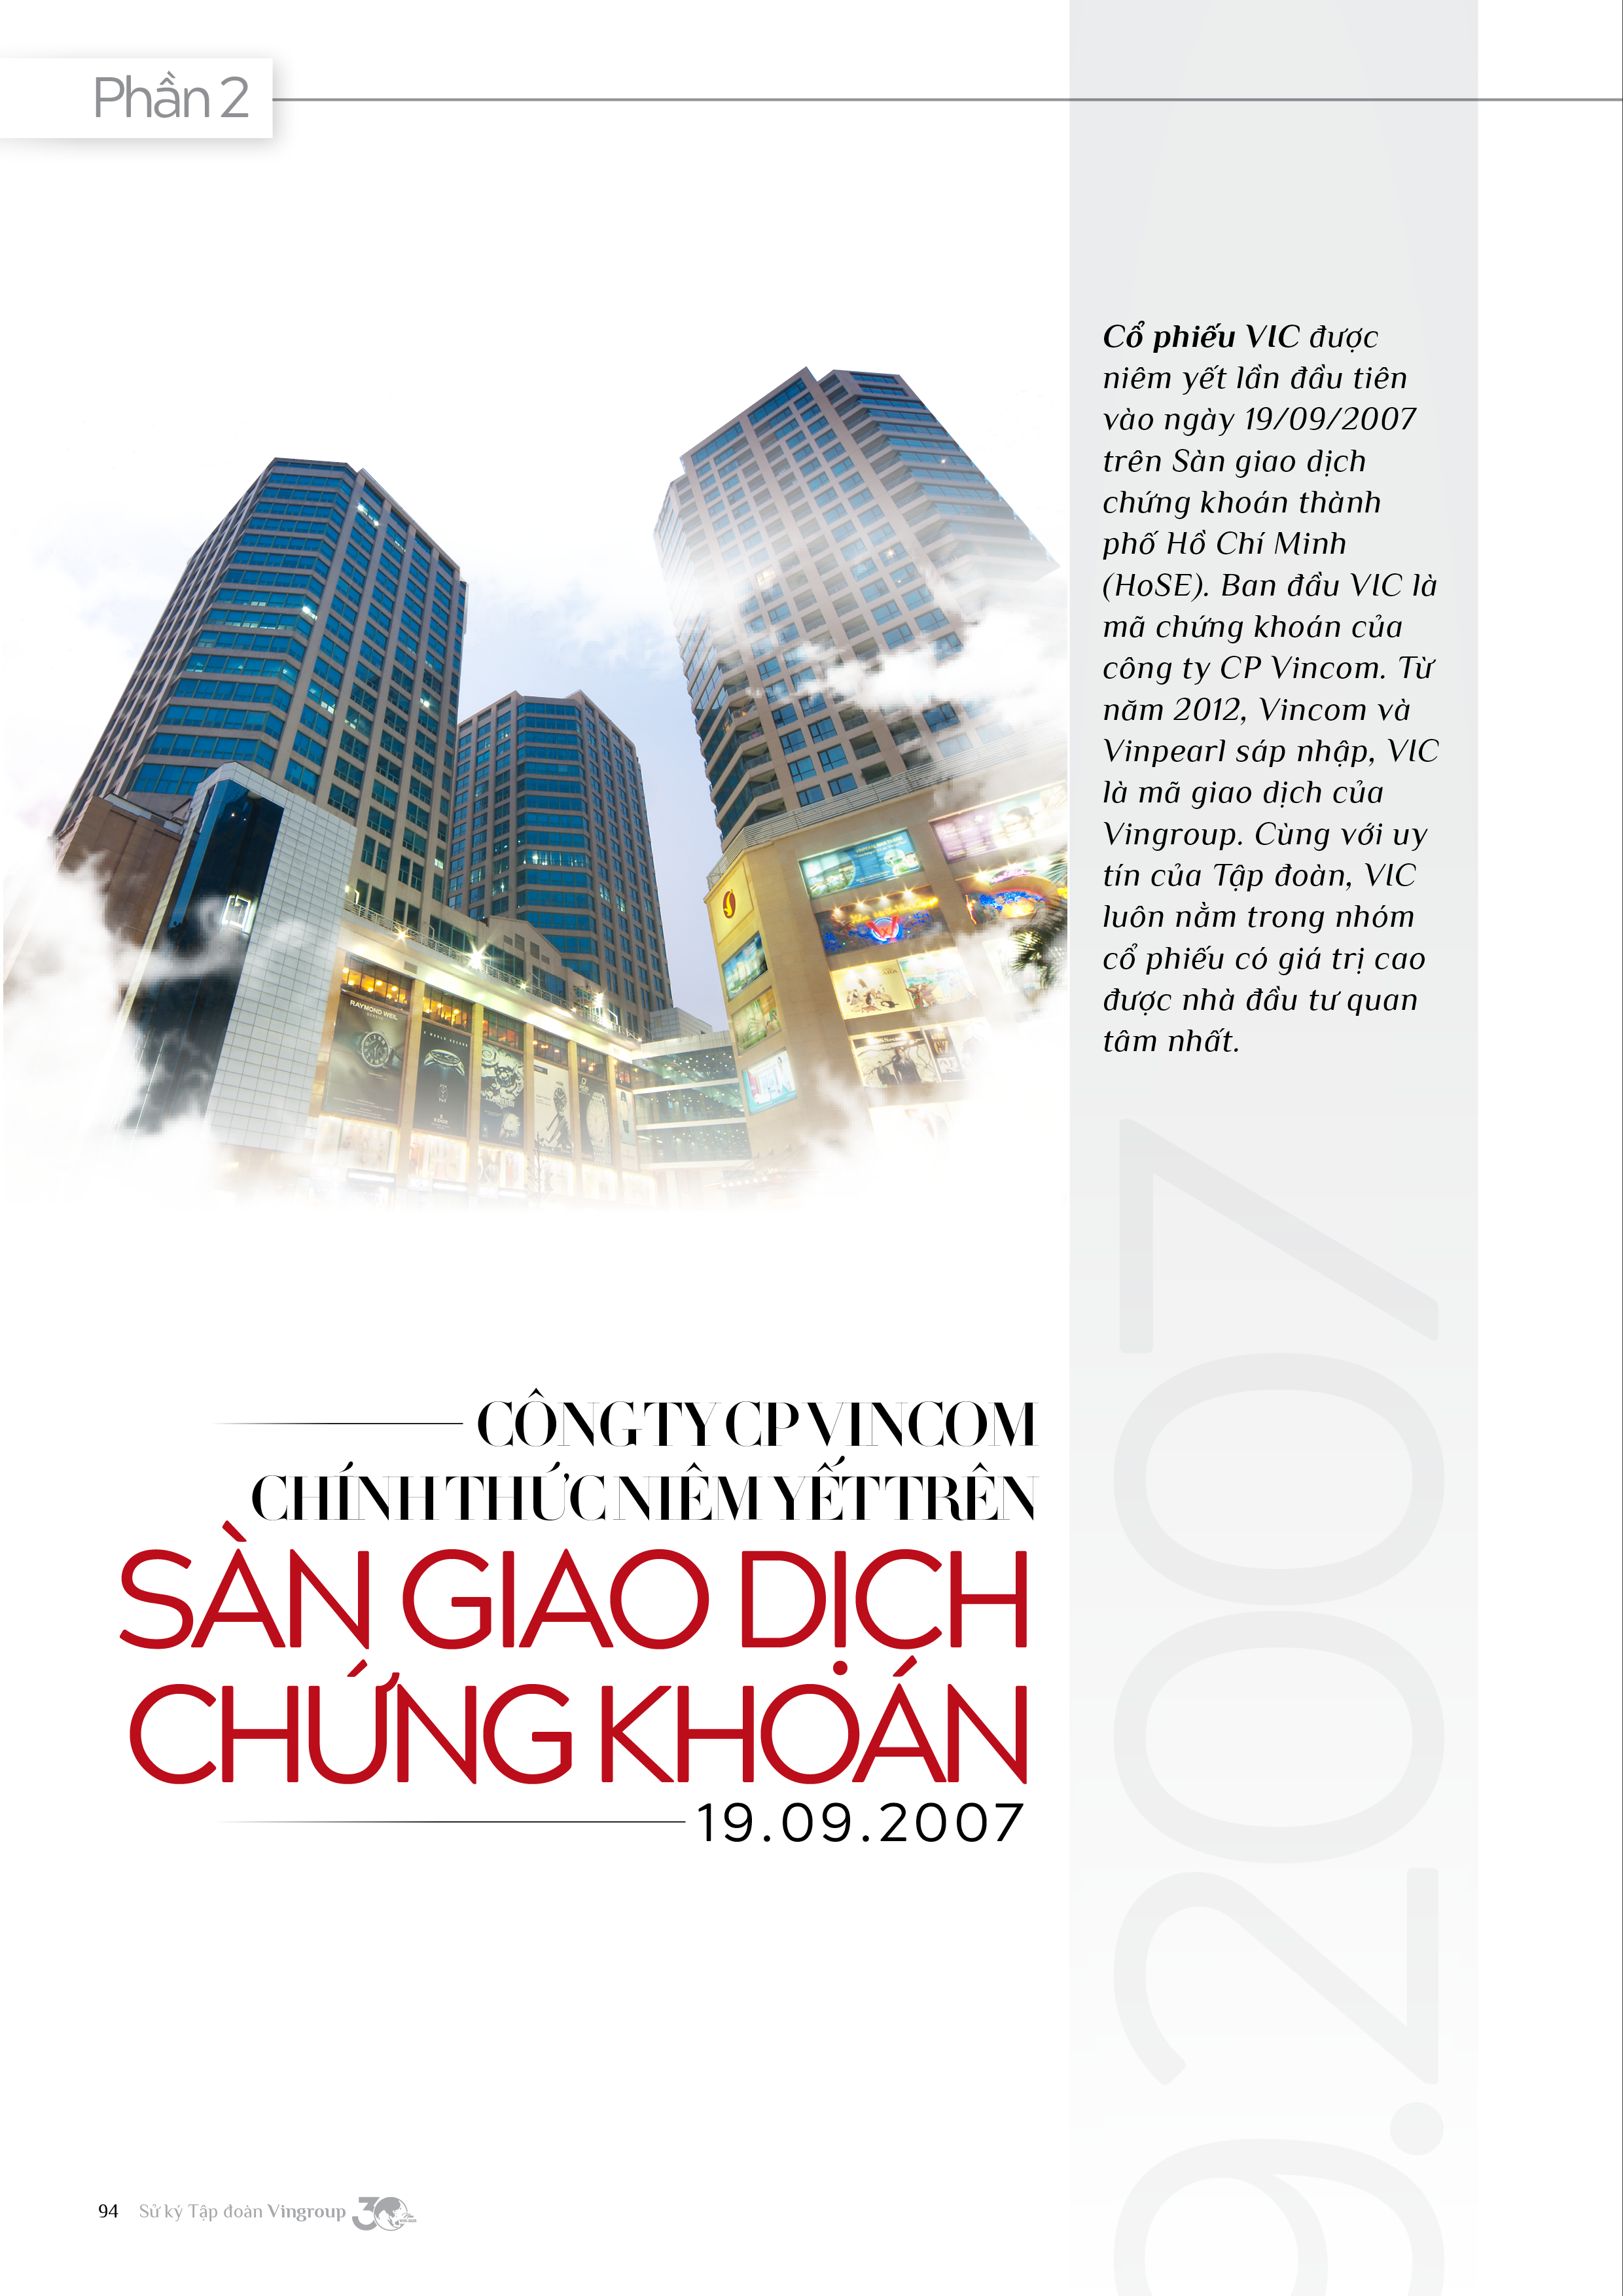 Phần 2
Cổ phiếu VIC được
niêm yết lần đầu tiên
vào ngày 19/09/2007
trên Sàn giao dịch
chứng khoán thành
phố Hồ Chí Minh
(HoSE). Ban đầu VIC là
mã chứng khoán của
công ty CP Vincom. Từ
năm 2012, Vincom và
Vinpearl sáp nhập, VIC
là mã giao dịch của
Vingroup. Cùng với uy
tín của Tập đoàn, VIC
luôn nằm trong nhóm
cổ phiếu có giá trị cao
được nhà đầu tư quan
tâm nhất.
RAYMOND WEIL
CÔNG TY CP VINCOM
CHÍNH THỨC NIÊM YẾT TRÊN
SÀN GIAO DỊCH
CHỨNG KHOÁN
19.09.2007
9.2007
94 Sử ký Tập đoàn Vingroup 30